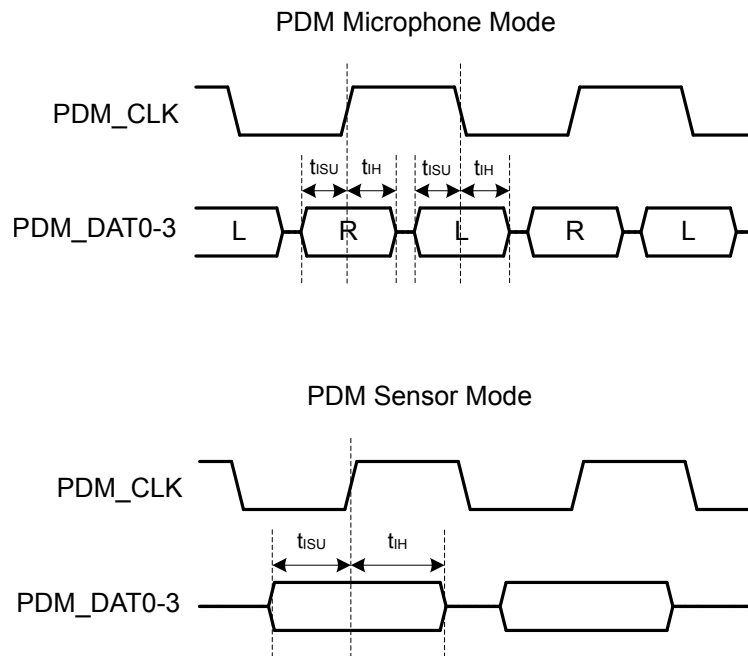 PDM Microphone Mode
PDM_CLK
tISU tIH tISU tIH
PDM_DAT0-3
L R L R L
PDM Sensor Mode
PDM_CLK
tISU tIH
PDM_DAT0-3